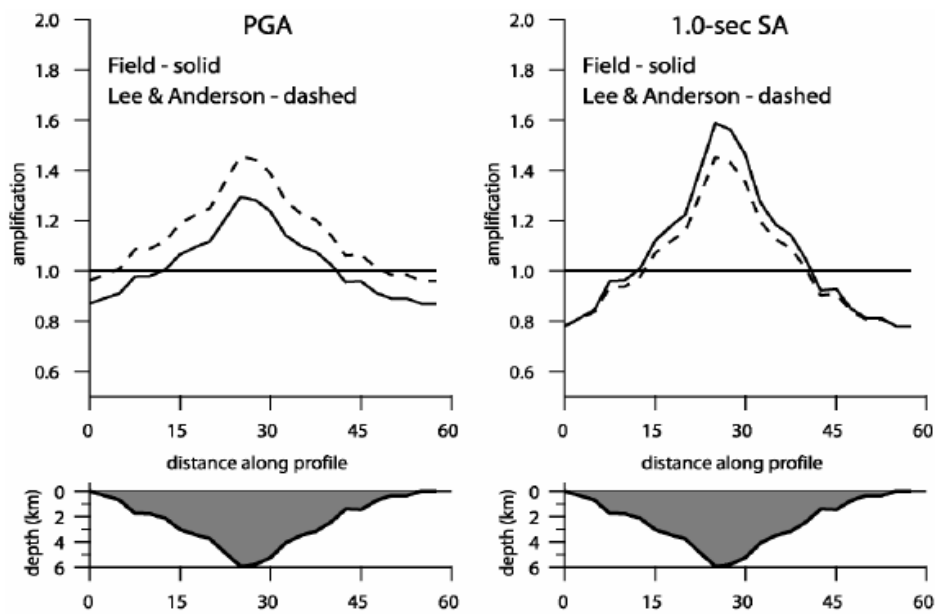 PGA
Field - solid
Lee & Anderson - dashed
amplification
2.0
1.8
1.6
1.4
1.2
1.0
0.8
0.6
0 15 30 45 60
distance along profile
depth (km)
0
2
4
6
0 15 30 45 60
1.0-sec SA
Field - solid
Lee & Anderson - dashed
amplification
2.0
1.8
1.6
1.4
1.2
1.0
0.8
0.6
0 15 30 45 60
distance along profile
depth (km)
0
2
4
6
0 15 30 45 60